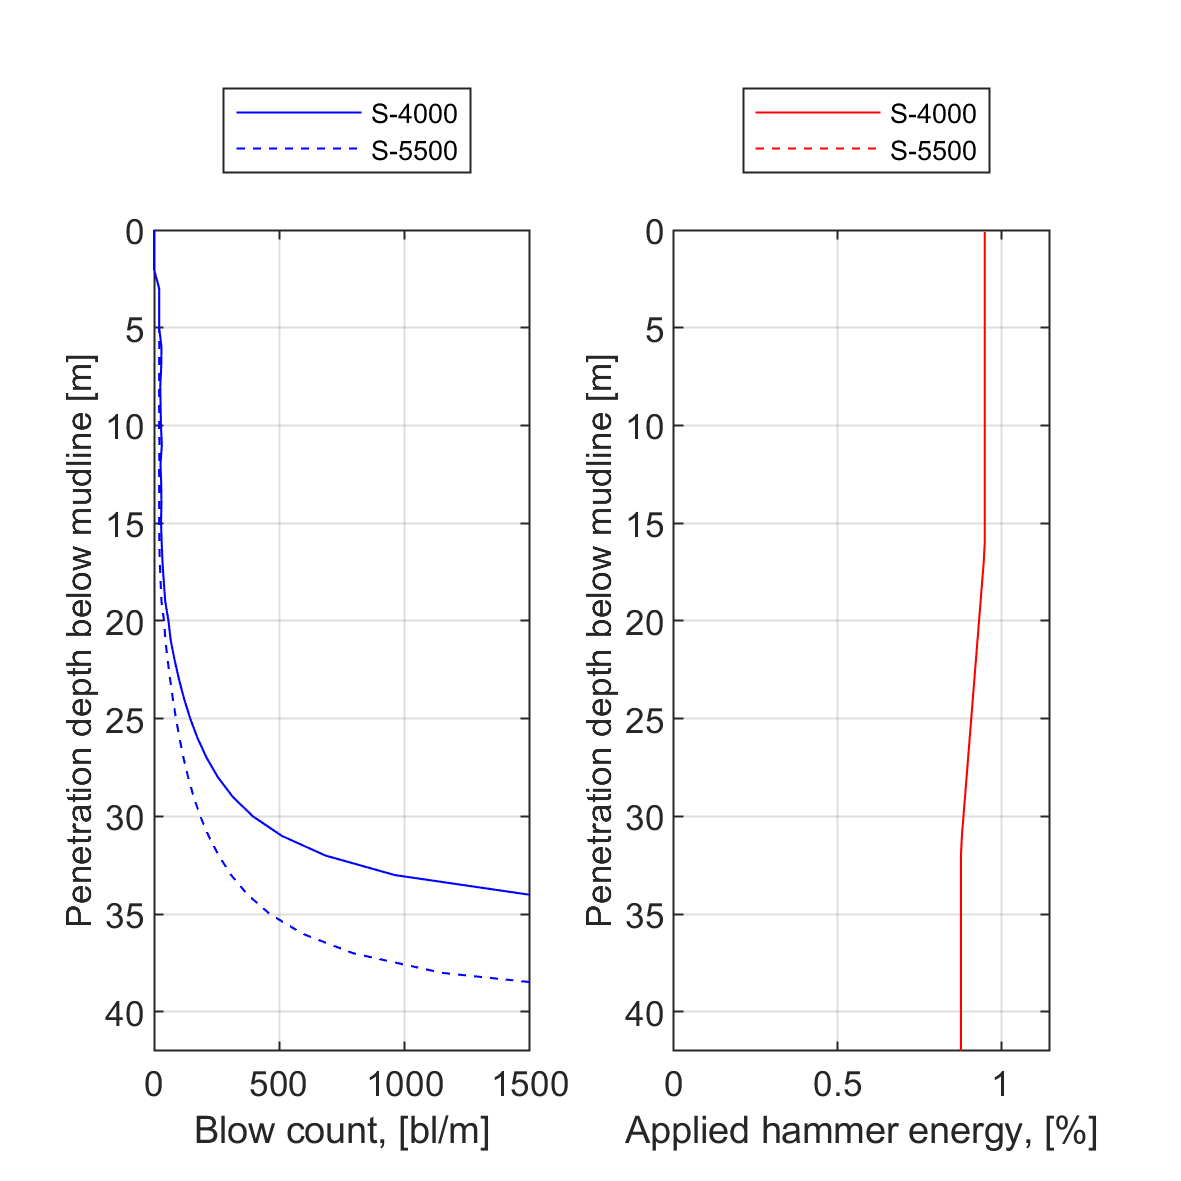 S-4000
S-5500
S-4000
S-5500
0
5
10
15
20
25
30
35
40
Penetration depth below mudline [m]
0 500 1000 1500
Blow count, [bl/m]
0
5
10
15
20
25
30
35
40
Penetration depth below mudline [m]
0 0.5 1
Applied hammer energy, [%]